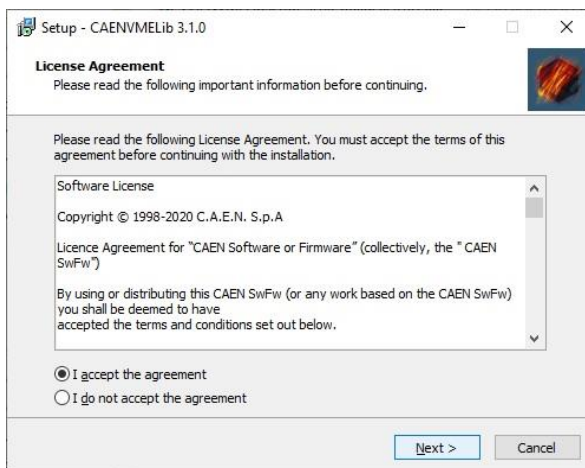 Setup - CAENVMELib 3.1.0
License Agreement
Please read the following important information before continuing.
Please read the following License Agreement. You must accept the terms of this
agreement before continuing with the installation.
Software License
Copyright © 1998-2020 C.A.E.N. S.p.A
Licence Agreement for "CAEN Software or Firmware" (collectively, the " CAEN
SwFw")
By using or distributing this CAEN SwFw (or any work based on the CAEN SwFw)
you shall be deemed to have
accepted the terms and conditions set out below.
I accept the agreement
I do not accept the agreement
Next >
Cancel